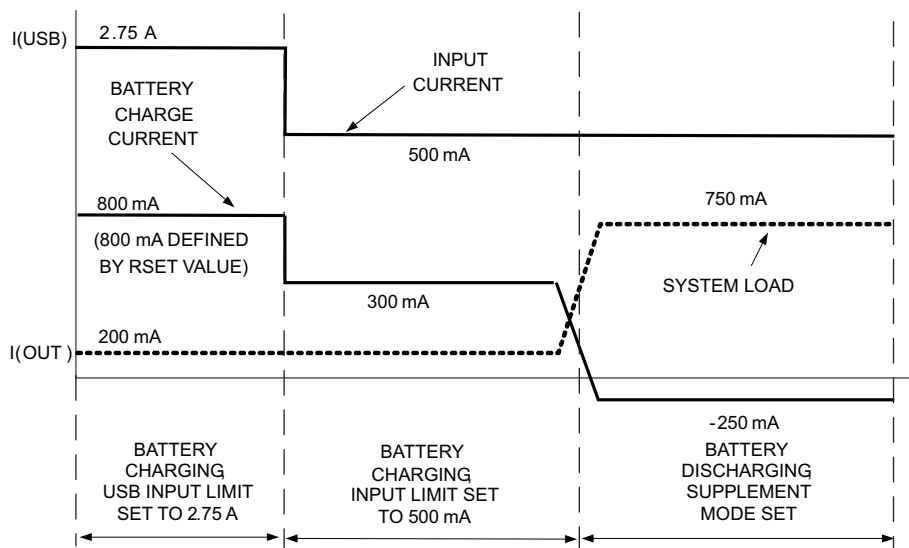 I(USB)
2.75 A
BATTERY
CHARGE
CURRENT
INPUT
CURRENT
500 mA
800 mA
(800 mA DEFINED
BY RSET VALUE)
300 mA
750 mA
SYSTEM LOAD
I(OUT)
200 mA
-250 mA
BATTERY
CHARGING,
USB INPUT LIMIT
SET TO 2.75 A
BATTERY
CHARGING,
INPUT LIMIT SET
TO 500 mA
BATTERY
DISCHARGING,
SUPPLEMENT
MODE SET